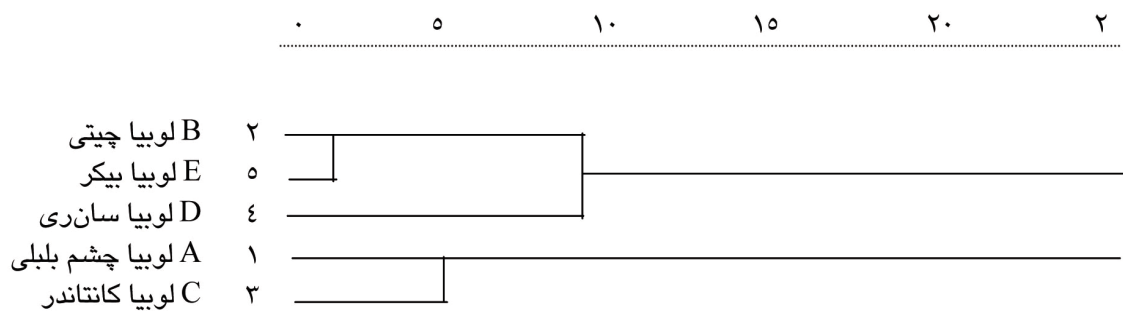 ۰ ۵ ۱۰ ۱۵ ۲۰ ۲
B لوبیا چیتی ۲
E لوبیا بیکر ۵
D لوبیا سان‌ری ٤
A لوبیا چشم بلبلی ۱
C لوبیا کانتاندر ۳